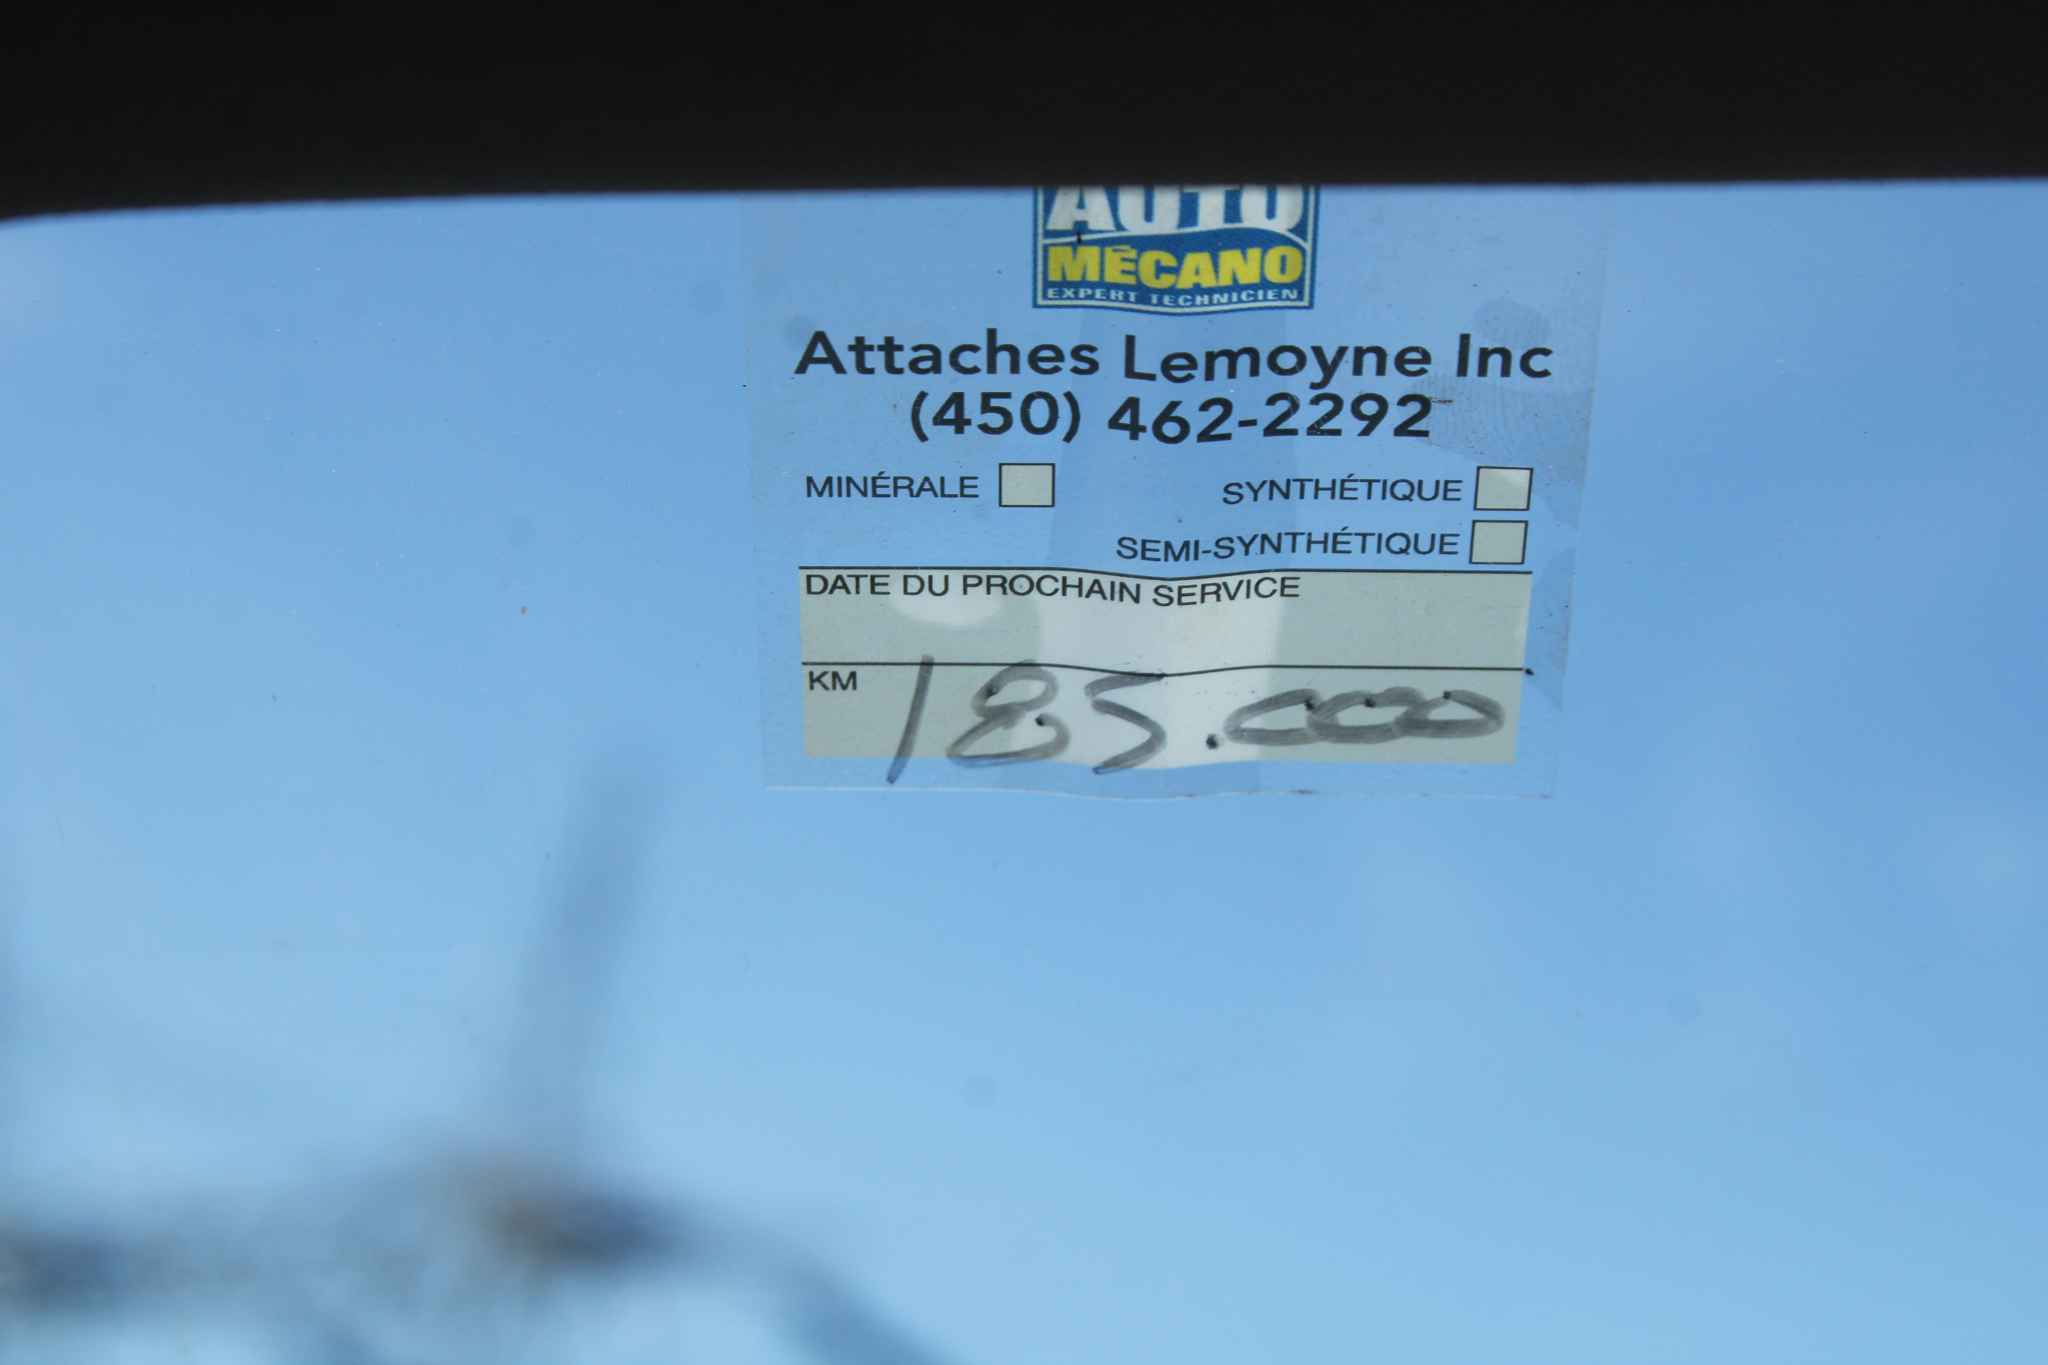 AUTO
MÉCANO
EXPERT TECHNICIEN
Attaches Lemoyne Inc
(450) 462-2292
MINÉRALE SYNTHÉTIQUE
SEMI-SYNTHÉTIQUE
DATE DU PROCHAIN SERVICE
KM 185.000